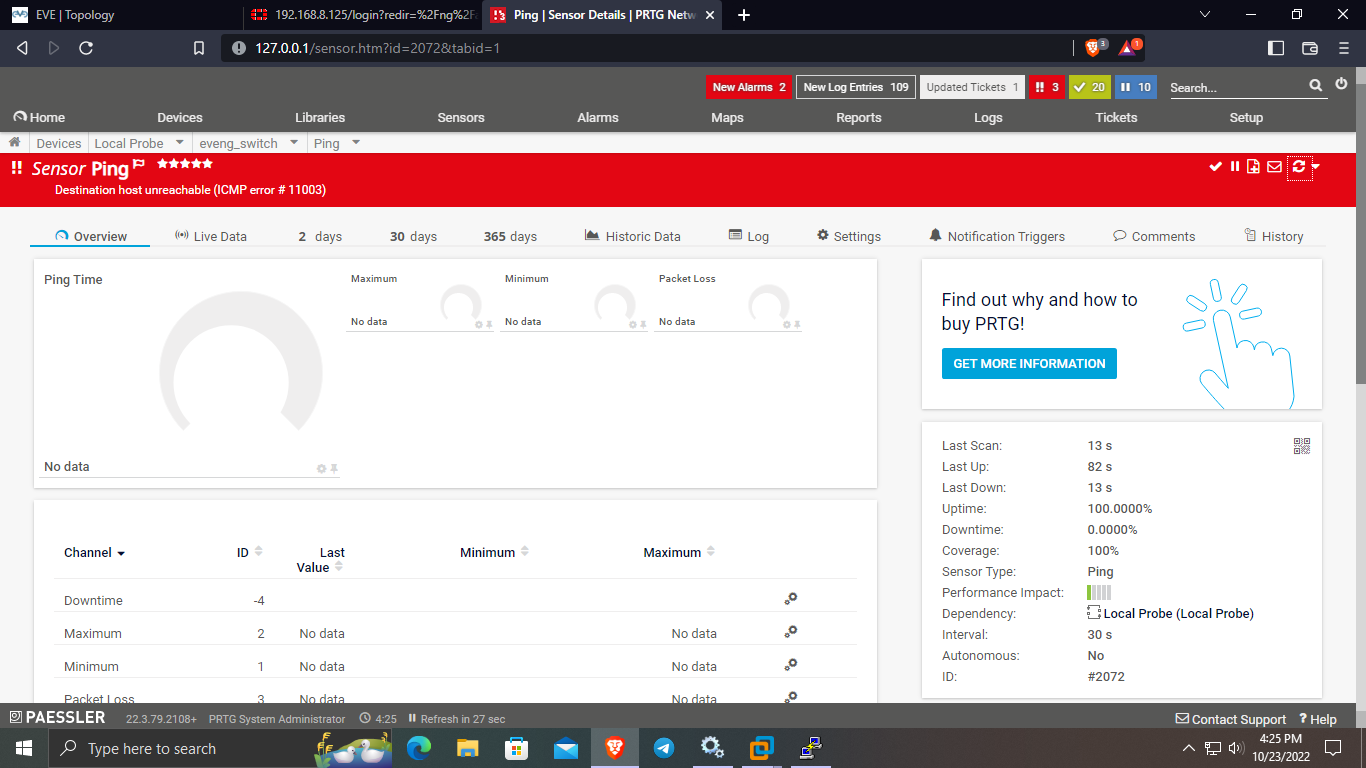 EVE | Topology
192.168.8.125/login?redir=%2Fng%2F
Ping | Sensor Details | PRTG Netw
127.0.0.1/sensor.htm?id=2072&tabid=1
3
1
New Alarms 2
New Log Entries 109
Updated Tickets 1
3
20
10
Search...
Home
Devices
Libraries
Sensors
Alarms
Maps
Reports
Logs
Tickets
Setup
Devices
Local Probe
eveng_switch
Ping
Sensor Ping
Destination host unreachable (ICMP error # 11003)
Overview
Live Data
2 days
30 days
365 days
Historic Data
Log
Settings
Notification Triggers
Comments
History
Ping Time
No data
Maximum
No data
Minimum
No data
Packet Loss
No data
Find out why and how to
buy PRTG!
GET MORE INFORMATION
Last Scan: 13 s
Last Up: 82 s
Last Down: 13 s
Uptime: 100.0000%
Downtime: 0.0000%
Coverage: 100%
Sensor Type: Ping
Performance Impact:
Dependency: Local Probe (Local Probe)
Interval: 30 s
Autonomous: No
ID: #2072
Channel ID Last Value Minimum Maximum
Downtime -4
Maximum 2 No data No data
Minimum 1 No data No data
Packet Loss 3 No data No data
PAESSLER 22.3.79.2108+ PRTG System Administrator 4:25 Refresh in 27 sec
Contact Support ? Help
Type here to search
4:25 PM
10/23/2022